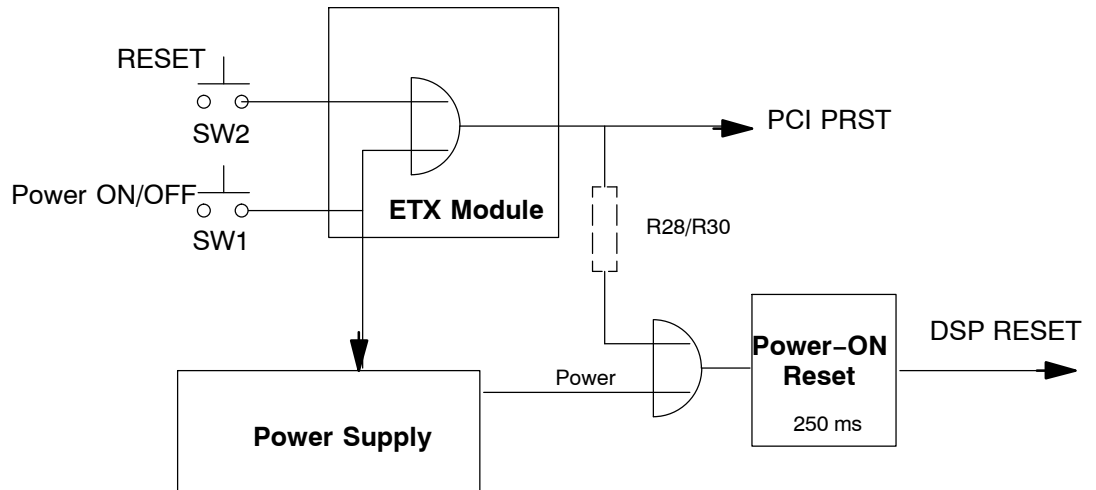 RESET
SW2
Power ON/OFF
SW1
ETX Module
PCI PRST
R28/R30
Power
Power−ON
Reset
250 ms
DSP RESET
Power Supply